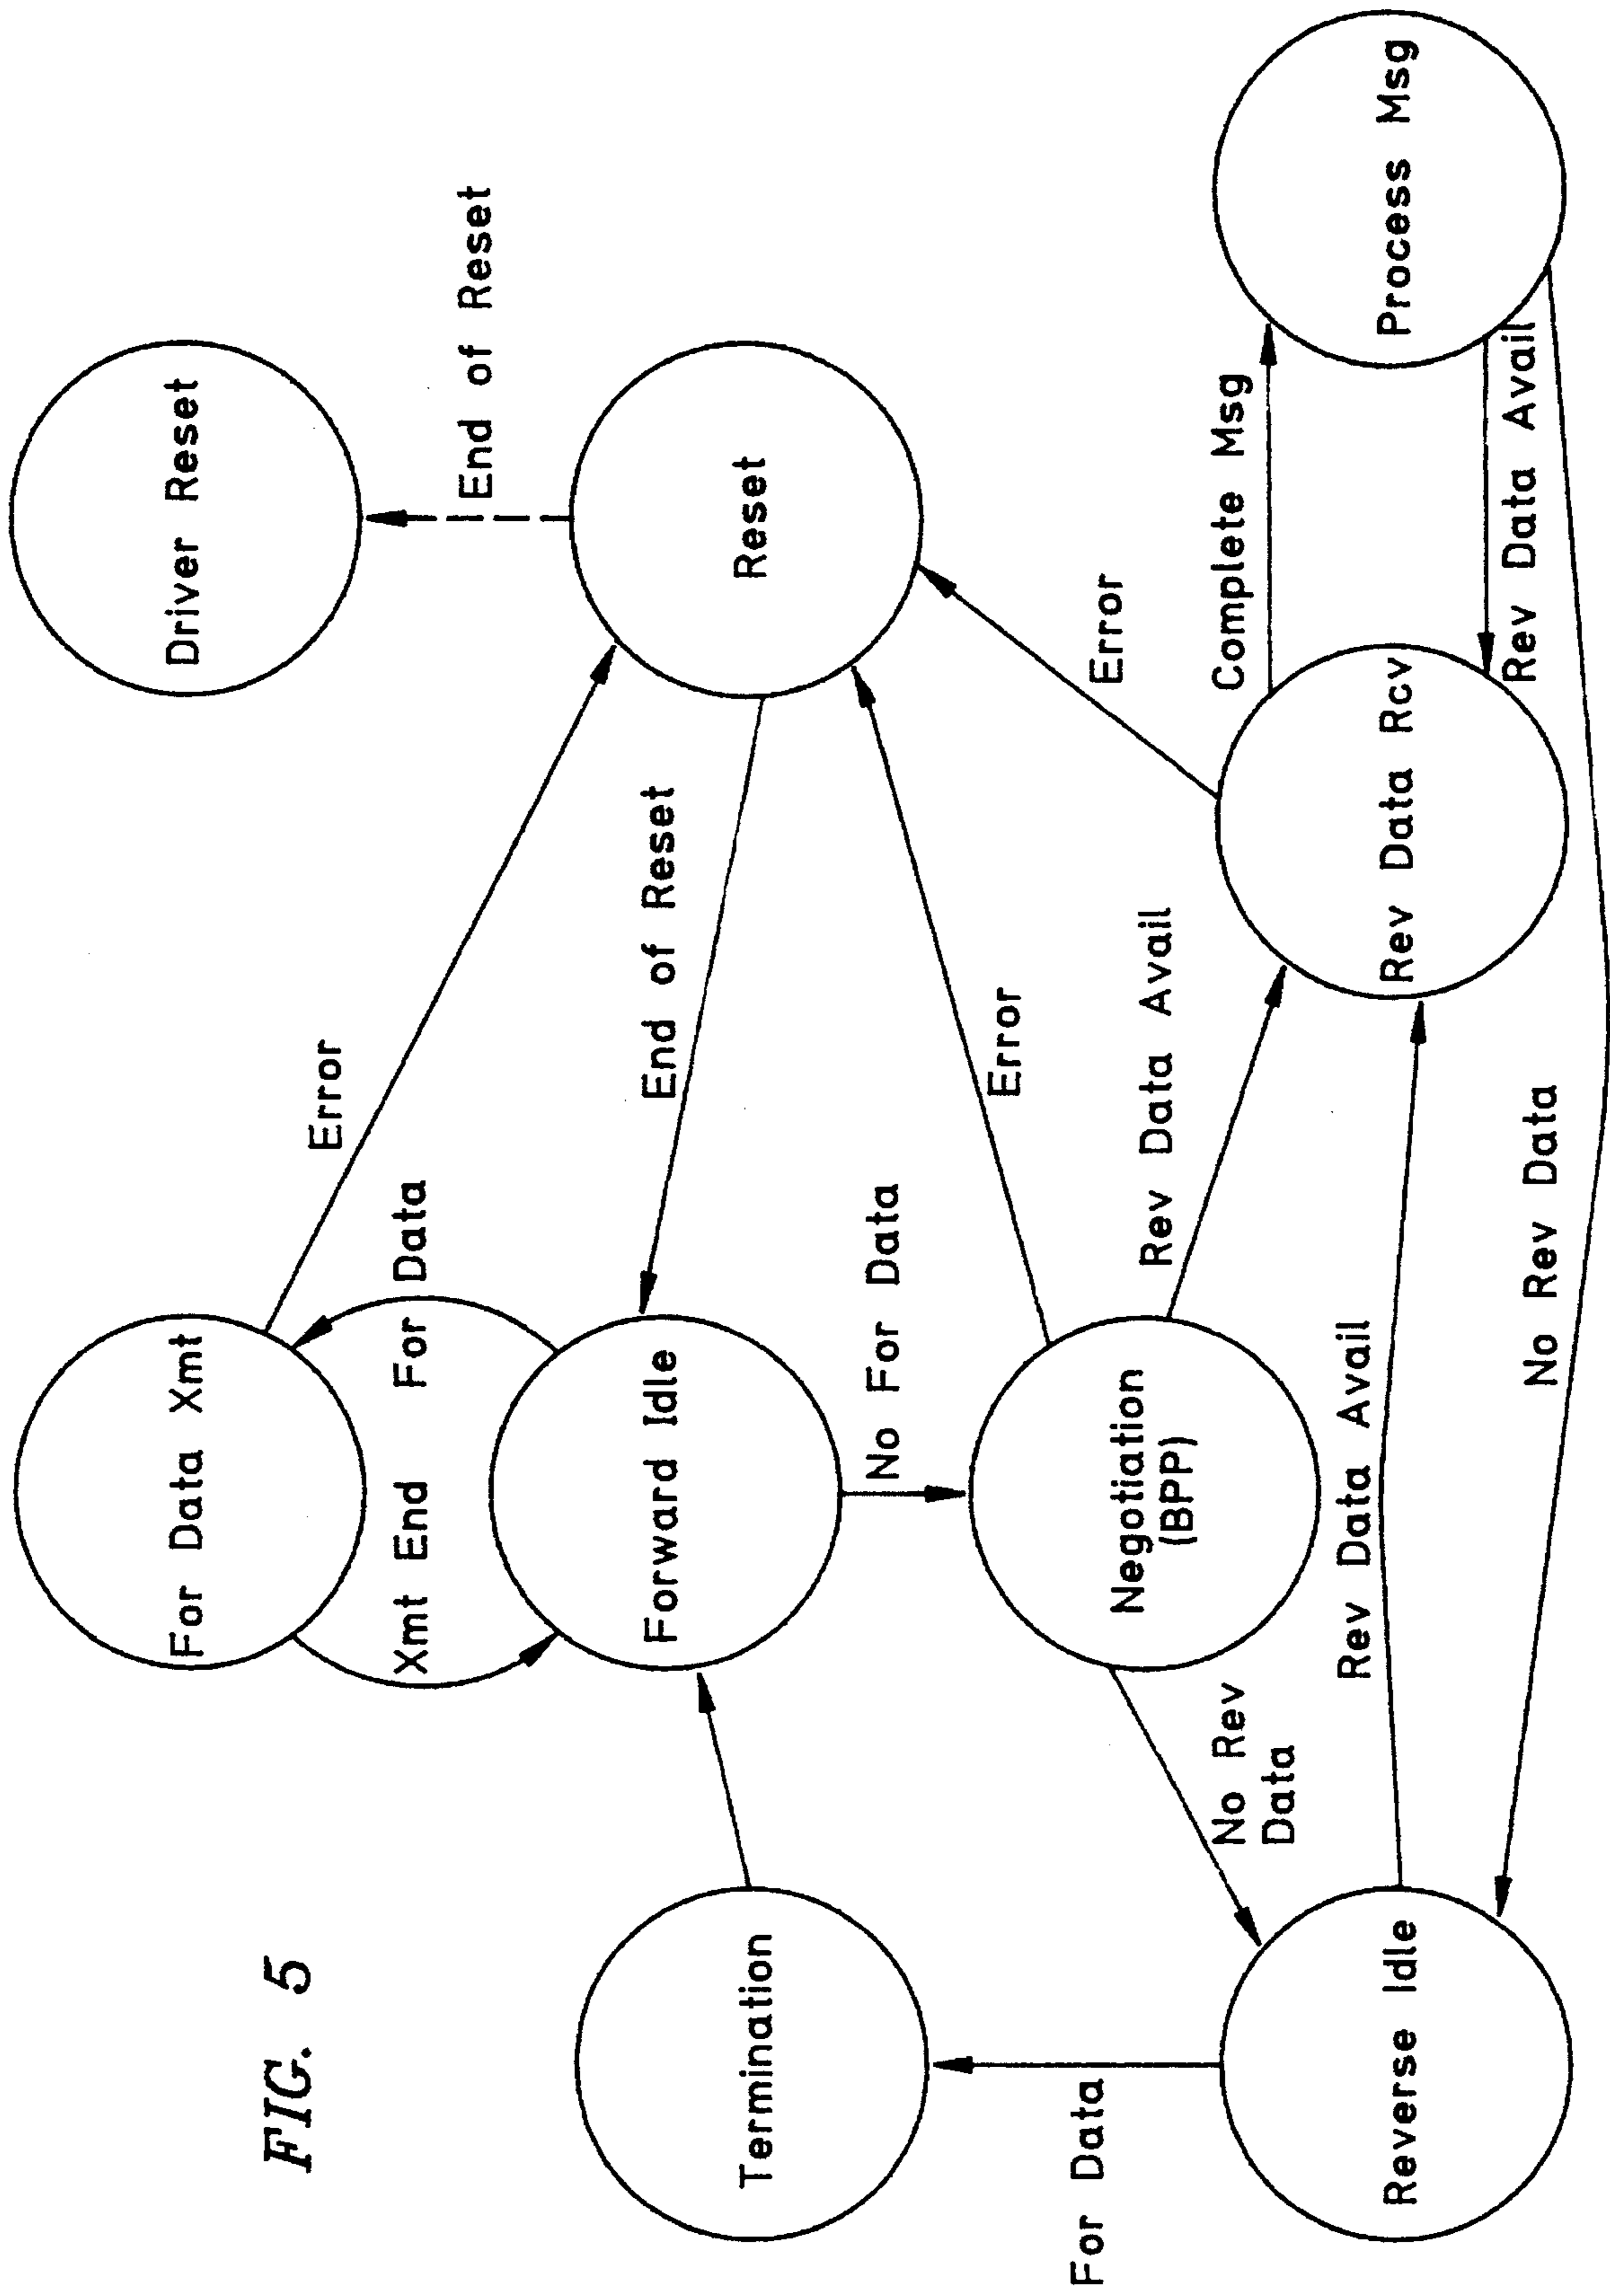 FIG. 5
For Data Xmt
Driver Reset
Error
Xmt End
For Data
End of Reset
Forward Idle
End of Reset
Reset
Termination
No For Data
Error
Negotiation
(BPP)
Rev Data Avail
Error
For Data
No Rev
Data
Complete Msg
Rev Data Avail
Reverse Idle
Rev Data Rcv
Process Msg
Rev Data Avail
No Rev Data